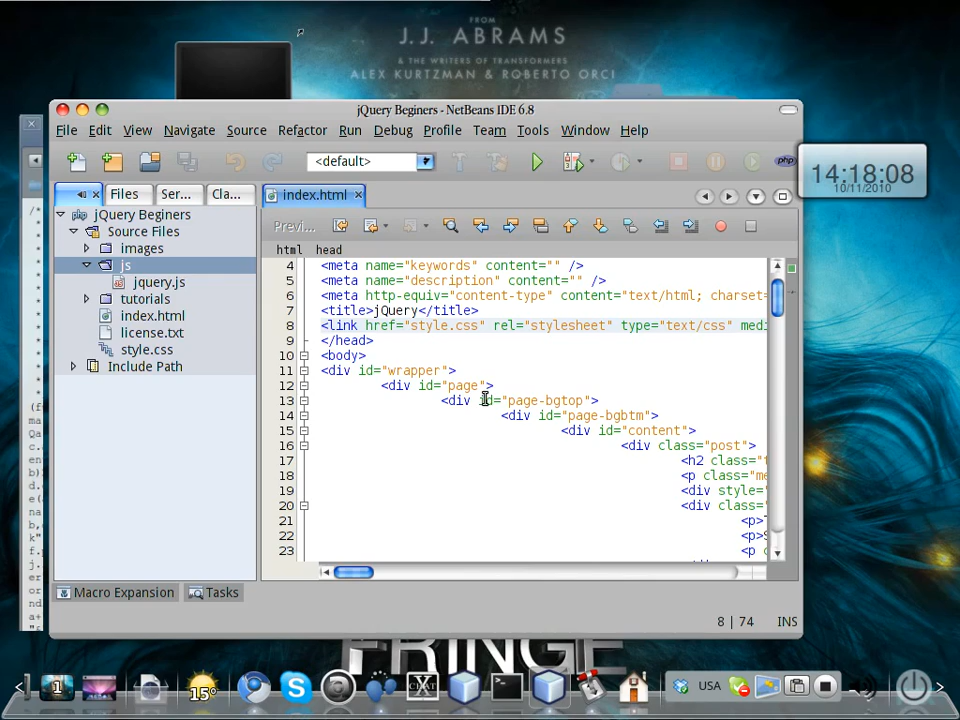 FROM
J.J. ABRAMS
& THE WRITERS OF TRANSFORMERS
ALEX KURTZMAN & ROBERTO ORCI
jQuery Beginers - NetBeans IDE 6.8
File Edit View Navigate Source Refactor Run Debug Profile Team Tools Window Help
<default>
php
14:18:08
10/11/2010
Files Ser... Cla... index.html
jQuery Beginers
Source Files
images
js
jquery.js
tutorials
index.html
license.txt
style.css
Include Path
Previ...
html head
4 <meta name="keywords" content="" />
5 <meta name="description" content="" />
6 <meta http-equiv="content-type" content="text/html; charset=
7 <title>jQuery</title>
8 <link href="style.css" rel="stylesheet" type="text/css" medi
9 </head>
10 <body>
11 <div id="wrapper">
12 <div id="page">
13 <div id="page-bgtop">
14 <div id="page-bgbtm">
15 <div id="content">
16 <div class="post">
17 <h2 class="t
18 <p class="me
19 <div style=
20 <div class="
21 <p>
22 <p>S
23 <p c
Macro Expansion Tasks
8 | 74 INS
FRINGE
1
15°
XCHAT
USA